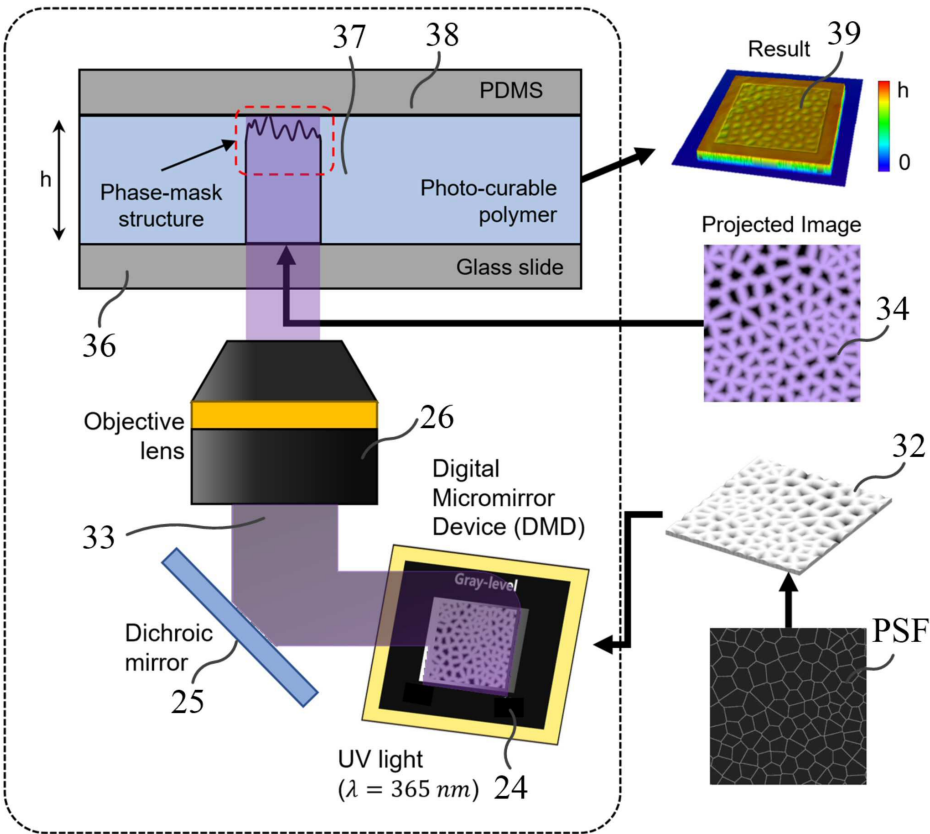 37
38
39
Result
PDMS
h
0
h
Phase-mask
structure
Photo-curable
polymer
Projected Image
Glass slide
36
34
Objective
lens
26
32
Digital
Micromirror
Device (DMD)
33
Gray-level
Dichroic
mirror
PSF
25
UV light
(λ = 365 nm)
24